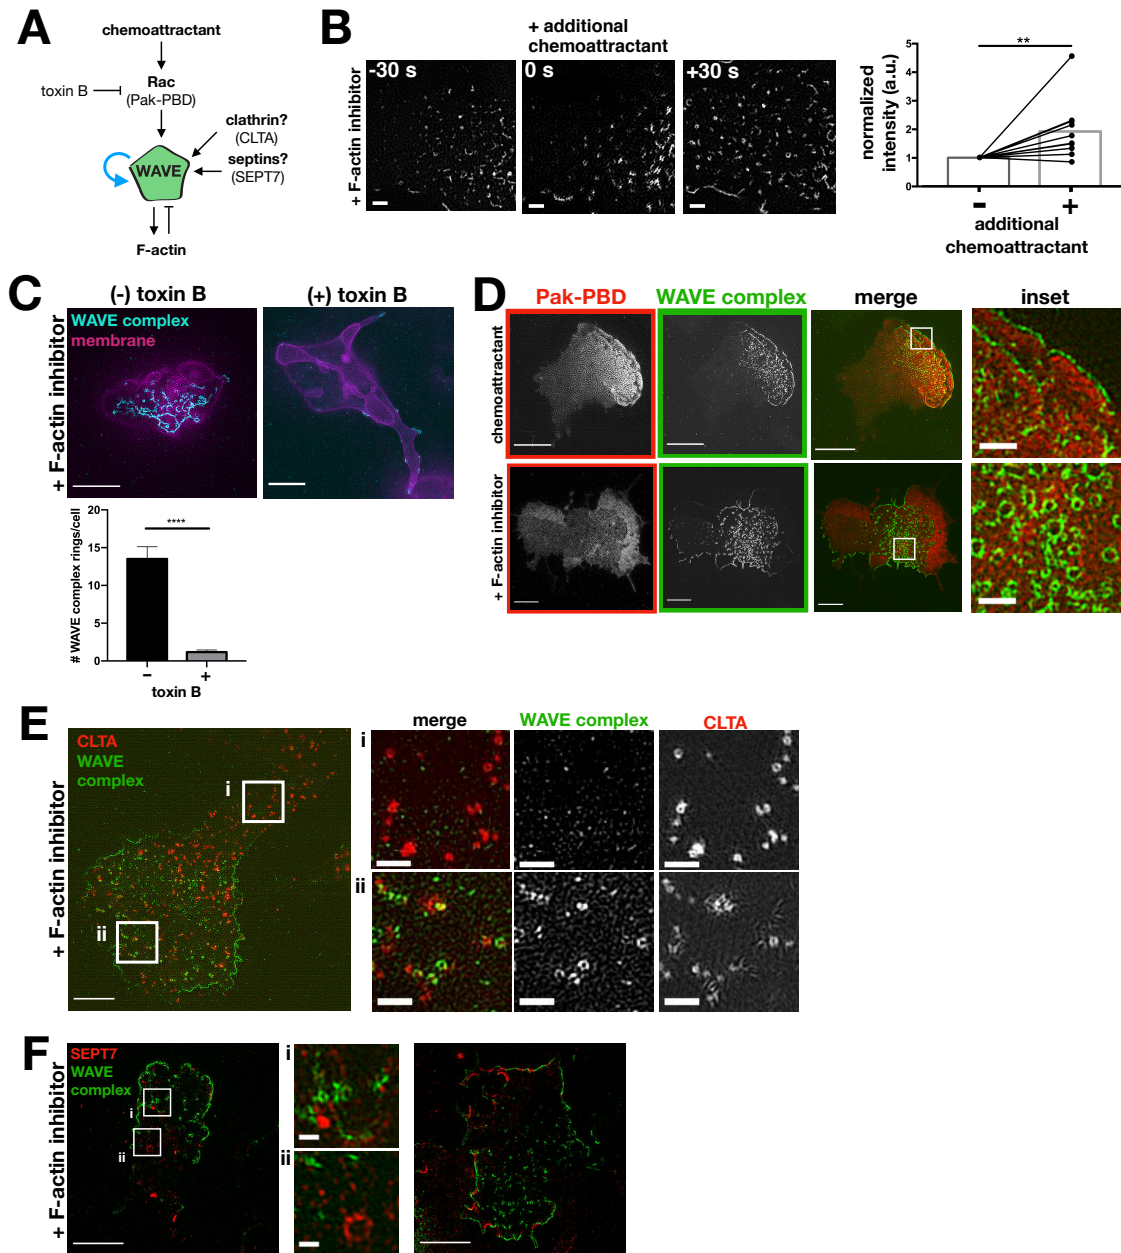 A
chemoattractant
Rac
(Pak-PBD)
toxin B
clathrin?
(CLTA)
septins?
(SEPT7)
WAVE
F-actin
B
+ additional
chemoattractant
+ F-actin inhibitor
-30 s
0 s
+30 s
normalized
intensity (a.u.)
5
4
3
2
1
0
**
-
+
additional
chemoattractant
C
(-) toxin B
(+) toxin B
+ F-actin inhibitor
WAVE complex
membrane
# WAVE complex rings/cell
20
15
10
5
0
****
-
+
toxin B
D
Pak-PBD
WAVE complex
merge
inset
chemoattractant
+ F-actin inhibitor
E
+ F-actin inhibitor
CLTA
WAVE
complex
i
ii
merge
WAVE complex
CLTA
i
ii
F
+ F-actin inhibitor
SEPT7
WAVE
complex
i
ii
i
ii
*